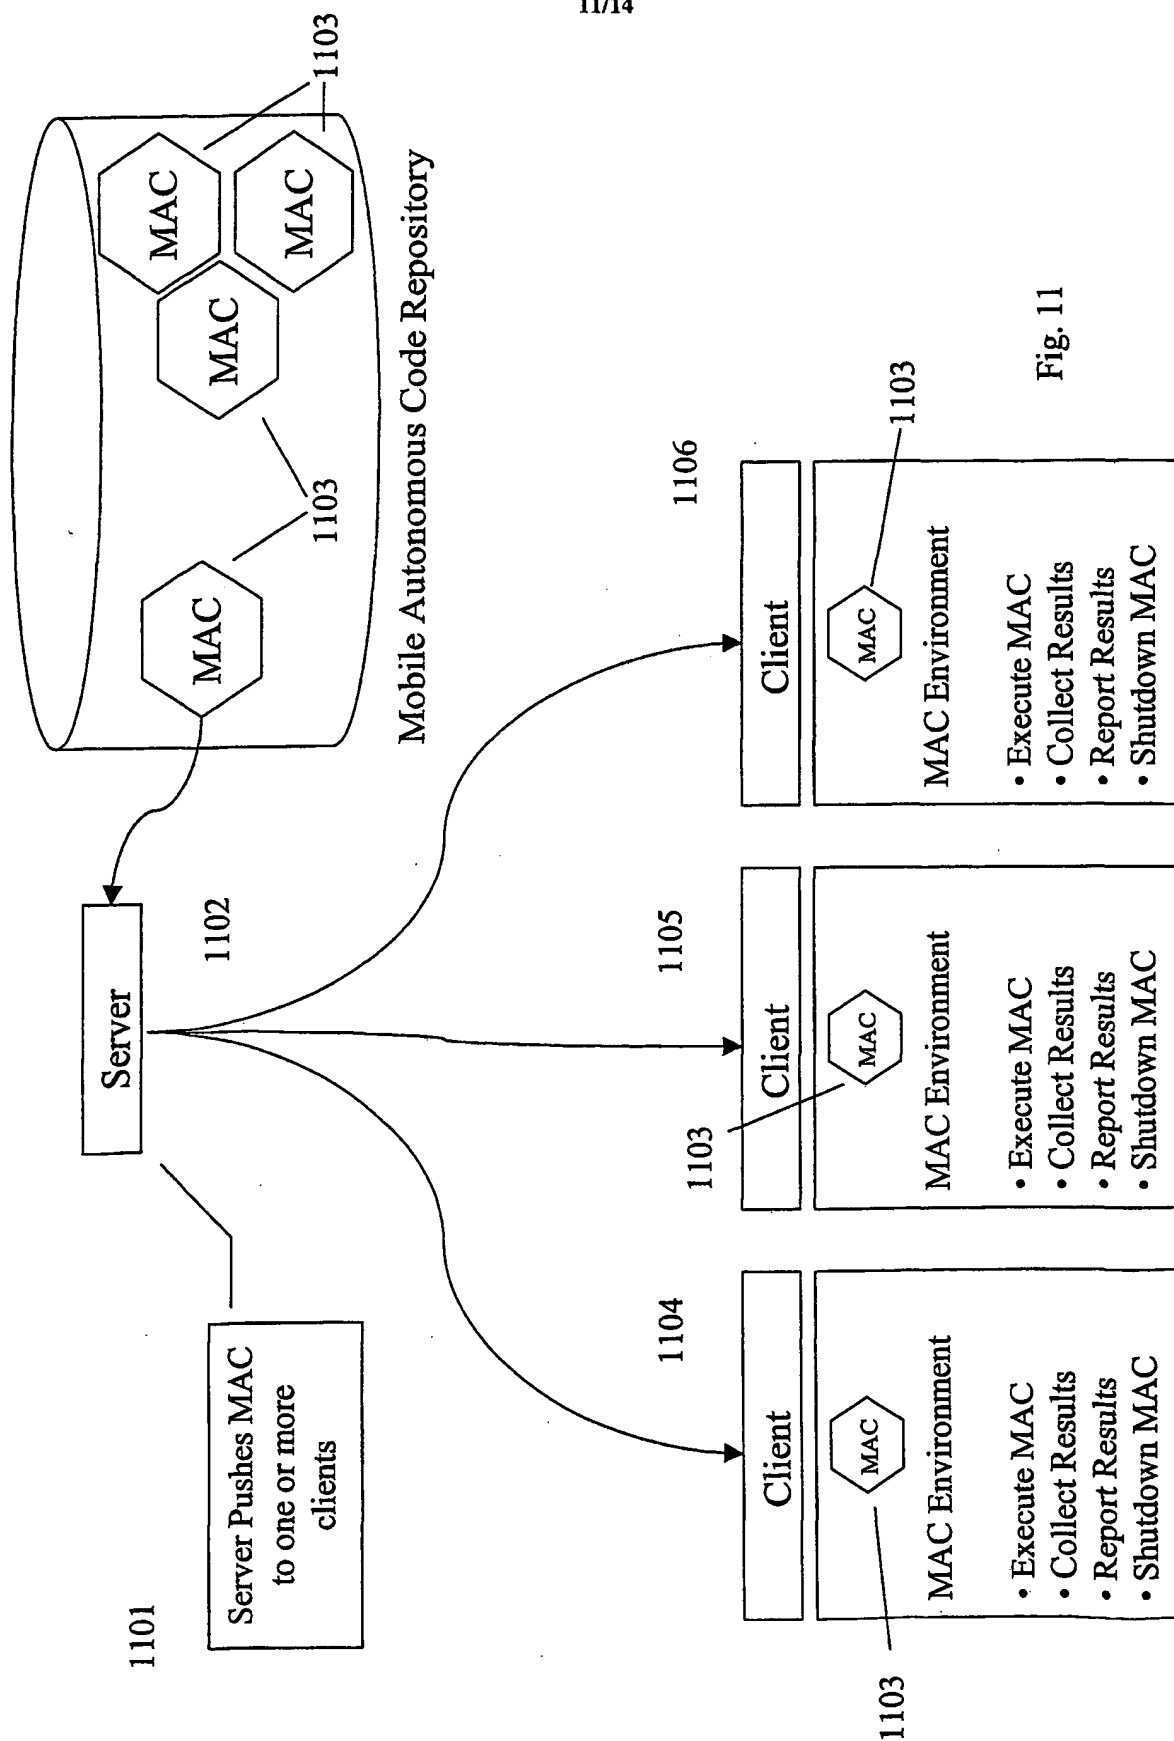 11/14
1101
Server Pushes MAC
to one or more
clients
Server
1102
MAC
MAC
MAC
MAC
1103
1103
Mobile Autonomous Code Repository
1104
Client
MAC
1103
MAC Environment
• Execute MAC
• Collect Results
• Report Results
• Shutdown MAC
1105
Client
MAC
1103
MAC Environment
• Execute MAC
• Collect Results
• Report Results
• Shutdown MAC
1106
Client
MAC
1103
MAC Environment
• Execute MAC
• Collect Results
• Report Results
• Shutdown MAC
Fig. 11